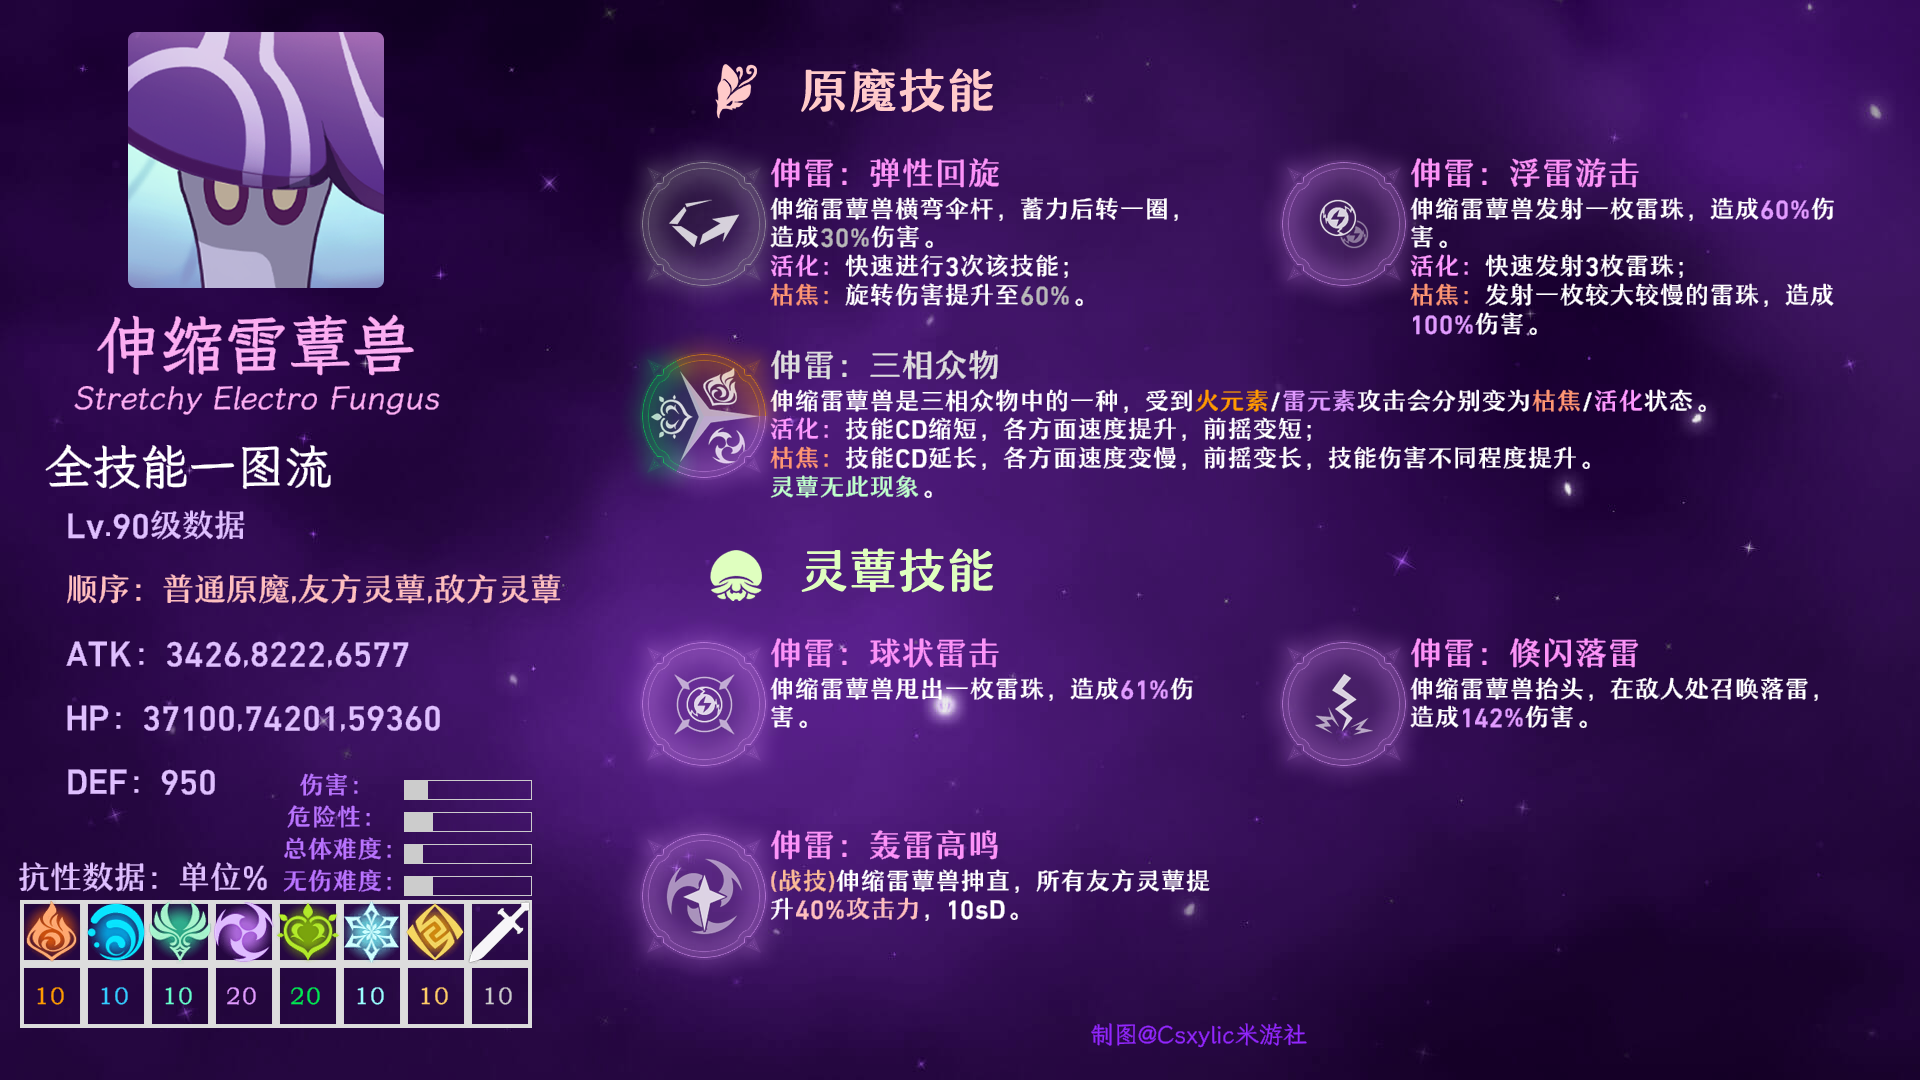 伸缩雷蕈兽
Stretchy Electro Fungus
全技能一图流
Lv.90级数据
顺序：普通原魔,友方灵蕈,敌方灵蕈
ATK：3426,8222,6577
HP：37100,74201,59360
DEF：950
伤害：
危险性：
总体难度：
无伤难度：
抗性数据：单位%
10 10 10 20 20 10 10 10
原魔技能
伸雷：弹性回旋
伸缩雷蕈兽横弯伞杆，蓄力后转一圈，
造成30%伤害。
活化：快速进行3次该技能；
枯焦：旋转伤害提升至60%。
伸雷：浮雷游击
伸缩雷蕈兽发射一枚雷珠，造成60%伤
害。
活化：快速发射3枚雷珠；
枯焦：发射一枚较大较慢的雷珠，造成
100%伤害。
伸雷：三相众物
伸缩雷蕈兽是三相众物中的一种，受到火元素/雷元素攻击会分别变为枯焦/活化状态。
活化：技能CD缩短，各方面速度提升，前摇变短；
枯焦：技能CD延长，各方面速度变慢，前摇变长，技能伤害不同程度提升。
灵蕈无此现象。
灵蕈技能
伸雷：球状雷击
伸缩雷蕈兽甩出一枚雷珠，造成61%伤
害。
伸雷：倏闪落雷
伸缩雷蕈兽抬头，在敌人处召唤落雷，
造成142%伤害。
伸雷：轰雷高鸣
(战技)伸缩雷蕈兽抻直，所有友方灵蕈提
升40%攻击力，10sD。
制图@Csxylic米游社